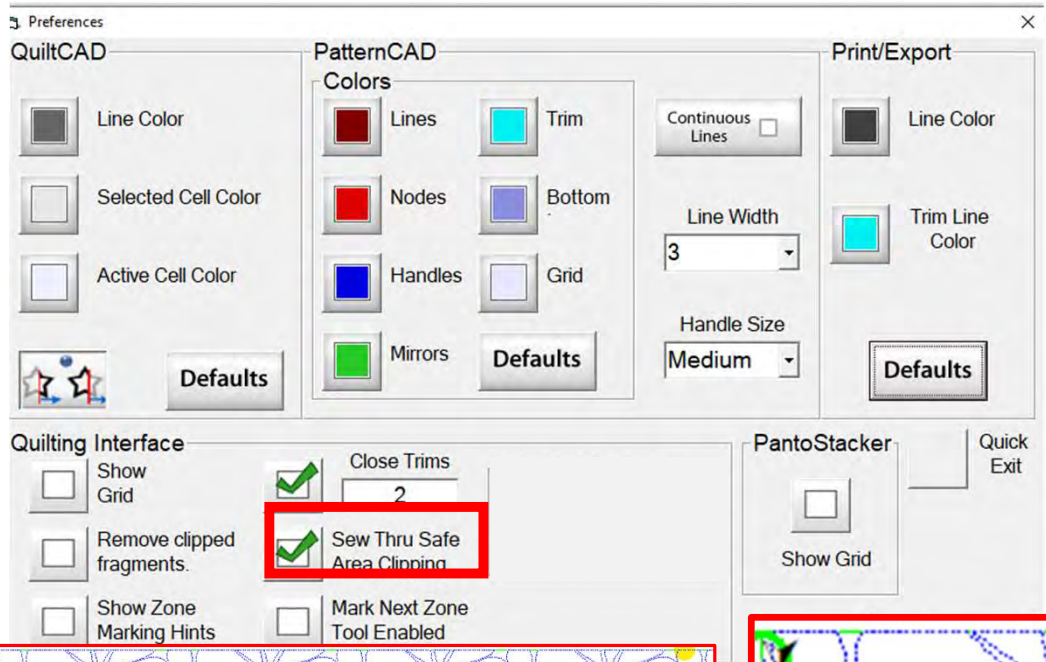 Preferences
QuiltCAD
Line Color
Selected Cell Color
Active Cell Color
Defaults
PatternCAD
Colors
Lines
Trim
Nodes
Bottom
Handles
Grid
Mirrors
Defaults
Continuous
Lines
Line Width
3
Handle Size
Medium
Print/Export
Line Color
Trim Line
Color
Defaults
Quilting Interface
Show
Grid
Close Trims
2
Remove clipped
fragments.
Sew Thru Safe
Area Clipping
Show Zone
Marking Hints
Mark Next Zone
Tool Enabled
PantoStacker
Show Grid
Quick
Exit